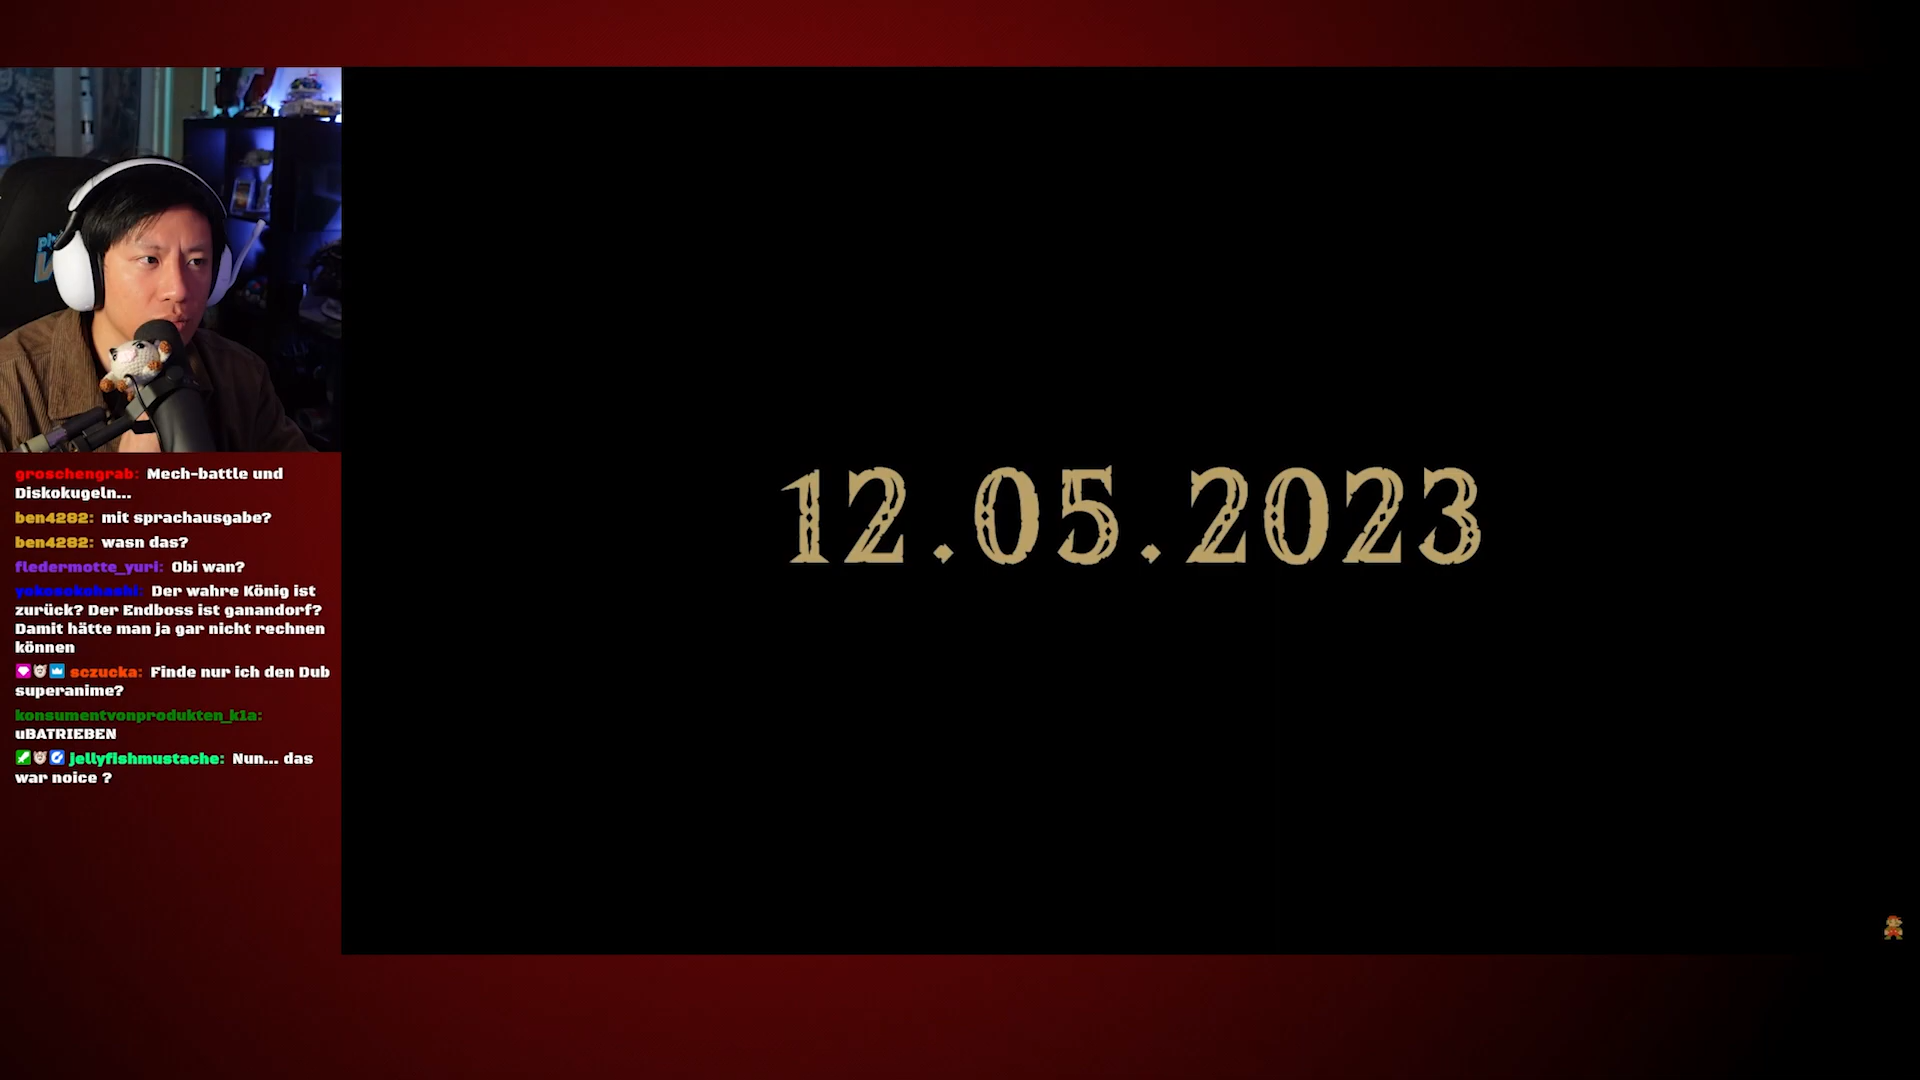 groschengrab: Mech-battle und
Diskokugeln...
ben4282: mit sprachausgabe?
ben4282: wasn das?
fledermotte_yuri: Obi wan?
Der wahre König ist
zurück? Der Endboss ist ganandorf?
Damit hätte man ja gar nicht rechnen
können
sczucka: Finde nur ich den Dub
superanime?
konsumentvonprodukten_k1a:
uBATRIEBEN
jellyfishmustache: Nun... das
war noice ?
12.05.2023